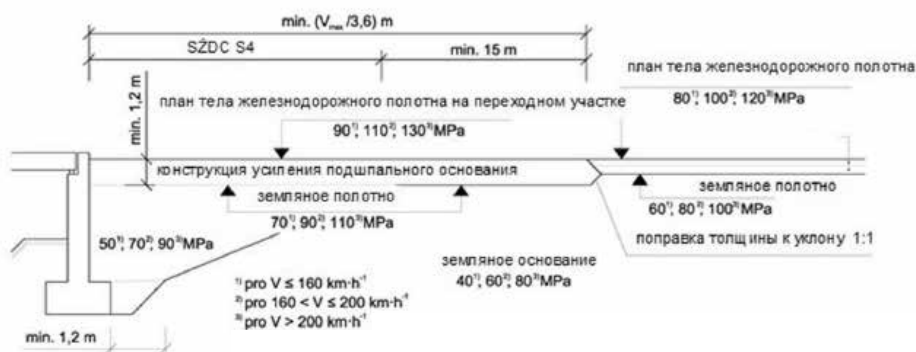 min. (Vmax/3,6) m
SŽDC S4
min. 15 m
min. 1,2 m
план тела железнодорожного полотна
80¹⁾, 100²⁾, 120³⁾MPa
план тела железнодорожного полотна на переходном участке
90¹⁾, 110²⁾, 130³⁾MPa
конструкция усиления подшпального основания
земляное полотно
70¹⁾, 90²⁾, 110³⁾MPa
земляное полотно
60¹⁾, 80²⁾, 100³⁾MPa
50¹⁾, 70²⁾, 90³⁾MPa
поправка толщины к уклону 1:1
земляное основание
40¹⁾, 60²⁾, 80³⁾MPa
¹⁾ pro V ≤ 160 km·h⁻¹
²⁾ pro 160 < V ≤ 200 km·h⁻¹
³⁾ pro V > 200 km·h⁻¹
min. 1,2 m